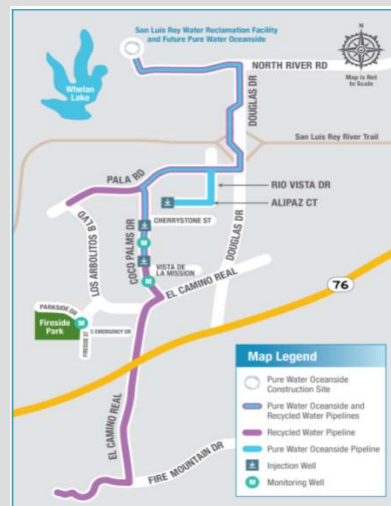 San Luis Rey Water Reclamation Facility
and Future Pure Water Oceanside
N
Map is Not
to Scale
NORTH RIVER RD
Whelan
Lake
DOUGLAS DR
San Luis Rey River Trail
PALA RD
RIO VISTA DR
ALIPAZ CT
CHERRYSTONE ST
LOS ARBOLITOS BLVD
COCO PALMS DR
DOUGLAS DR
VISTA DE
LA MISSION
EL CAMINO REAL
76
PARKSIDE DR
Fireside
Park
FIRESIDE ST
EMERGENCY DR
EL CAMINO REAL
FIRE MOUNTAIN DR
Map Legend
Pure Water Oceanside
Construction Site
Pure Water Oceanside and
Recycled Water Pipelines
Recycled Water Pipeline
Pure Water Oceanside Pipeline
Injection Well
M
Monitoring Well
M
M
M